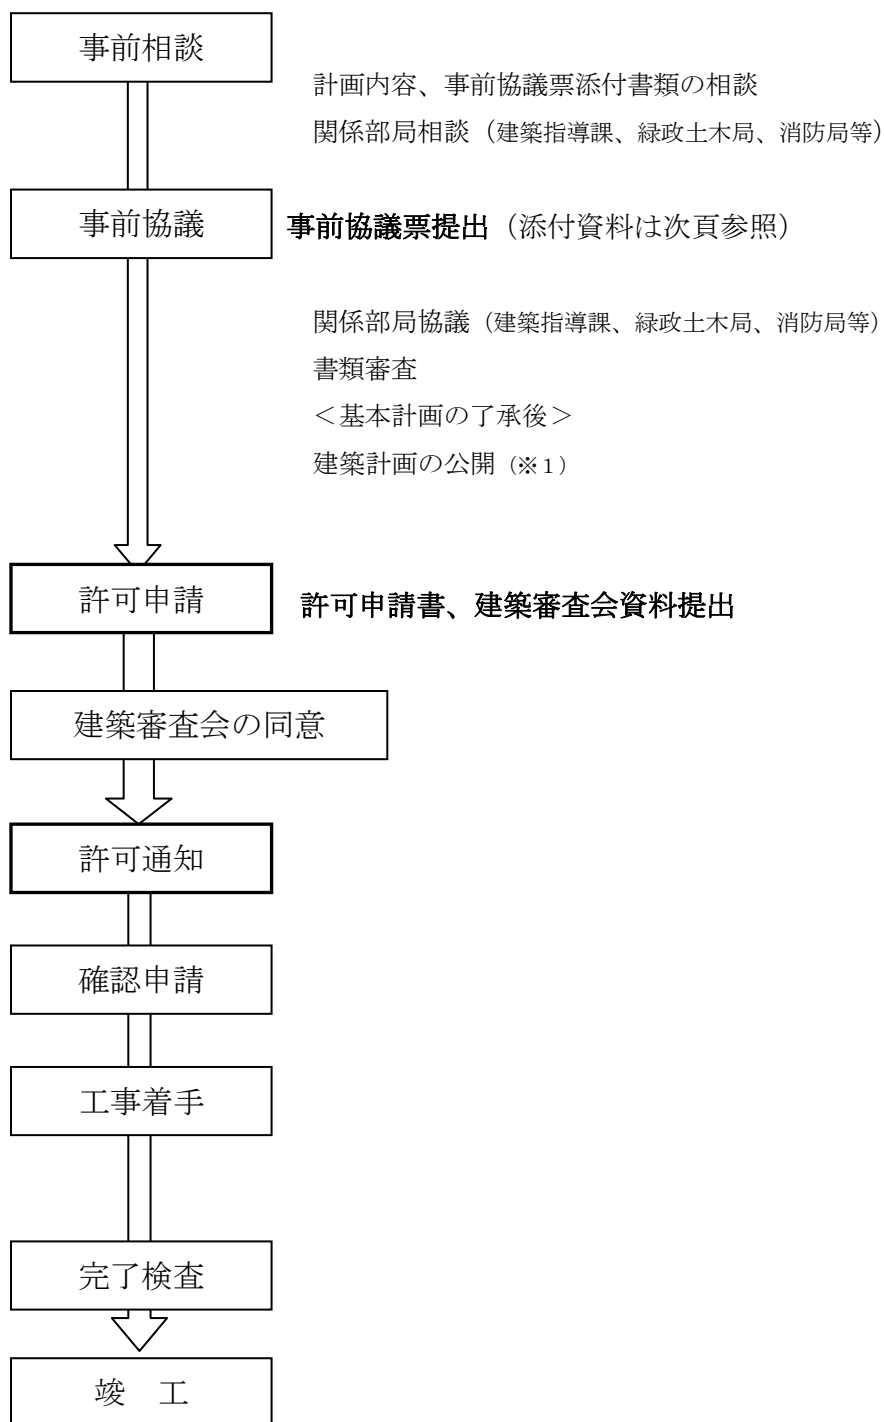 事前相談
計画内容、事前協議票添付書類の相談
関係部局相談（建築指導課、緑政土木局、消防局等）
事前協議
事前協議票提出（添付資料は次頁参照）
関係部局協議（建築指導課、緑政土木局、消防局等）
書類審査
＜基本計画の了承後＞
建築計画の公開（※１）
許可申請
許可申請書、建築審査会資料提出
建築審査会の同意
許可通知
確認申請
工事着手
完了検査
竣　工